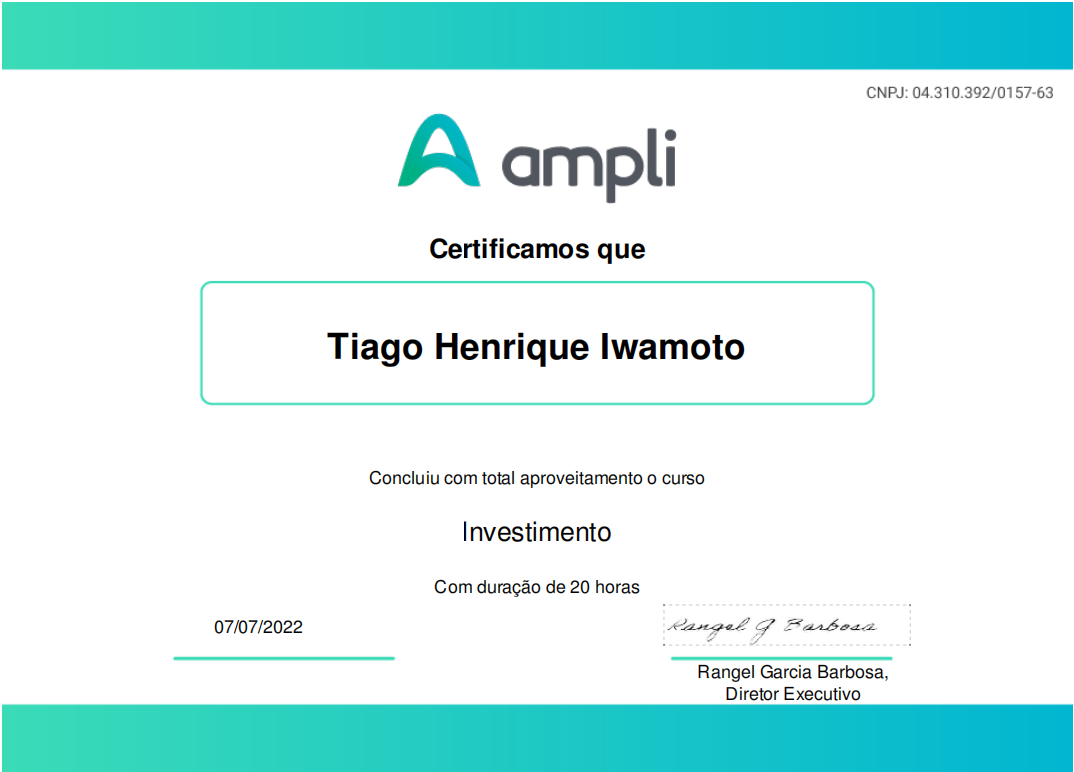 CNPJ: 04.310.392/0157-63
ampli
Certificamos que
Tiago Henrique Iwamoto
Concluiu com total aproveitamento o curso
Investimento
Com duração de 20 horas
07/07/2022
Rangel G Barbosa
Rangel Garcia Barbosa,
Diretor Executivo